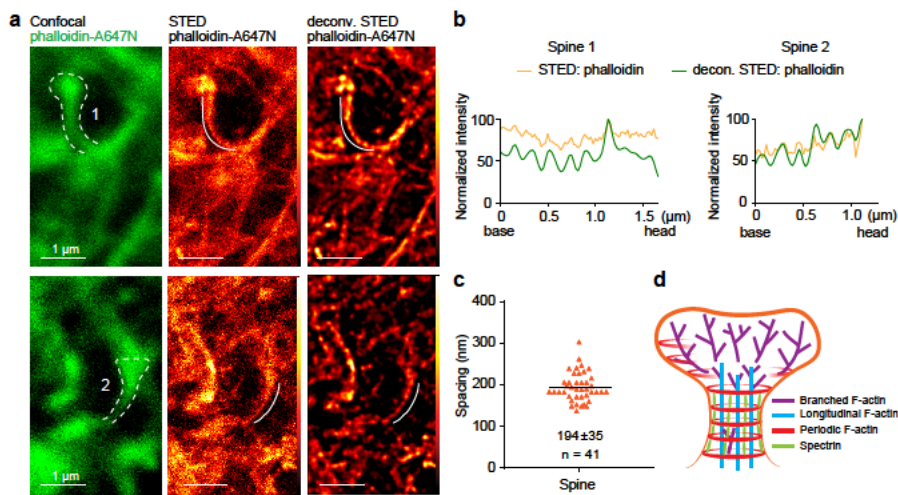 a
Confocal
phalloidin-A647N
STED
phalloidin-A647N
deconv. STED
phalloidin-A647N
1
1 µm
2
1 µm
b
Spine 1
Spine 2
STED: phalloidin
decon. STED: phalloidin
Normalized intensity
100
50
0
0
0.5
1.0
1.5
(µm)
base
head
Normalized intensity
100
50
0
0
0.5
1.0
(µm)
base
head
c
Spacing (nm)
400
300
200
100
0
194±35
n = 41
Spine
d
Branched F-actin
Longitudinal F-actin
Periodic F-actin
Spectrin